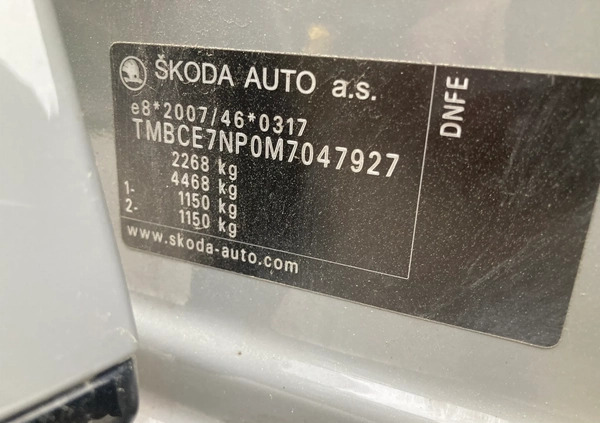 ŠKODA AUTO a.s.
e8*2007/46*0317
TMBCE7NP0M7047927
2268 kg
4468 kg
1- 1150 kg
2- 1150 kg
www.skoda-auto.com
DNFE